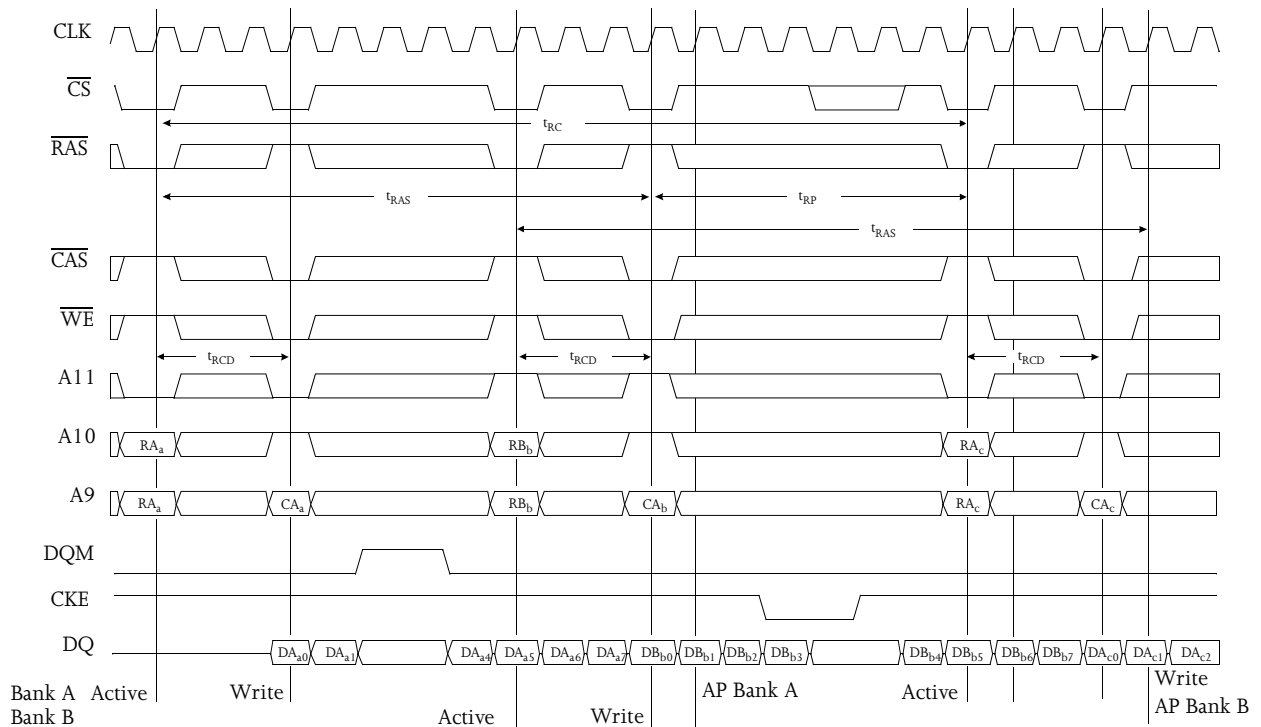 CLK
CS
tRC
RAS
tRAS
tRP
tRAS
CAS
WE
tRCD
tRCD
tRCD
A11
A10
RAa
RBb
RAc
A9
RAa
CAa
RBb
CAb
RAc
CAc
DQM
CKE
DQ
DAa0
DAa1
DAa4
DAa5
DAa6
DAa7
DBb0
DBb1
DBb2
DBb3
DBb4
DBb5
DBb6
DBb7
DAc0
DAc1
DAc2
Bank A
Active
Write
AP Bank A
Active
Write
Bank B
Active
Write
AP Bank B